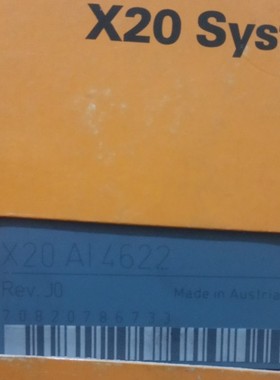 X20 Sys
X20 AI 4622
Rev. J0
Made in Austria